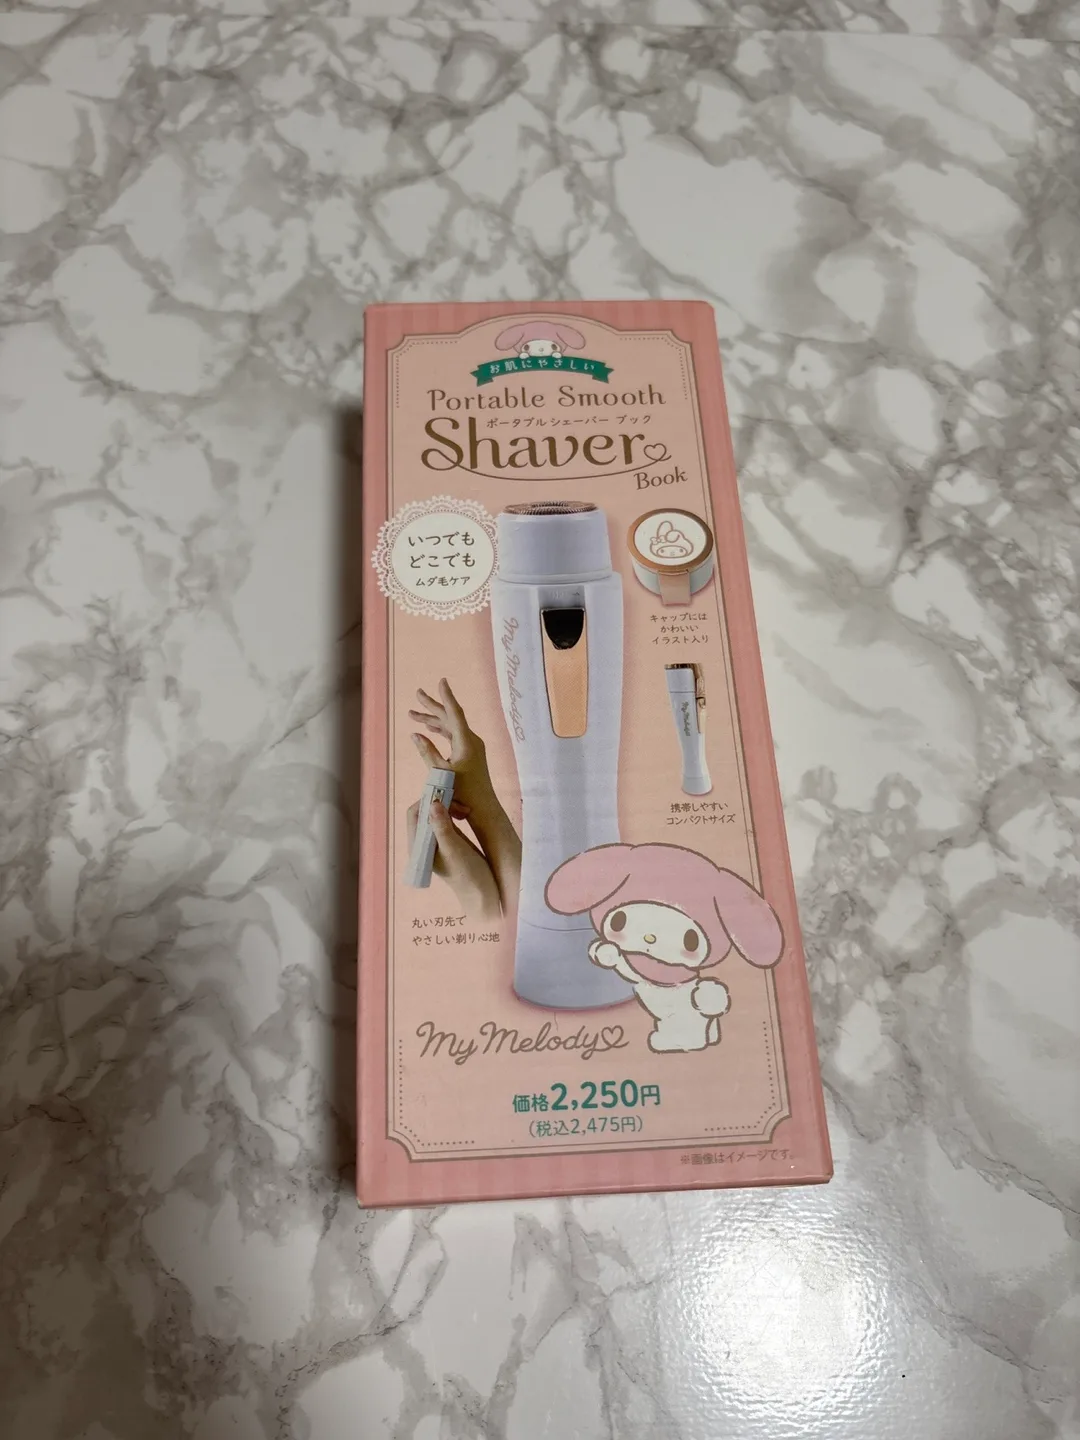 お肌にやさしい
Portable Smooth
ポータブルシェーバー ブック
Shaver
Book
いつでも
どこでも
ムダ毛ケア
キャップには
かわいい
イラスト入り
My Melody
My Melody
携帯しやすい
コンパクトサイズ
丸い刃先で
やさしい剃り心地
My Melody
価格2,250円
(税込2,475円)
※画像はイメージです。